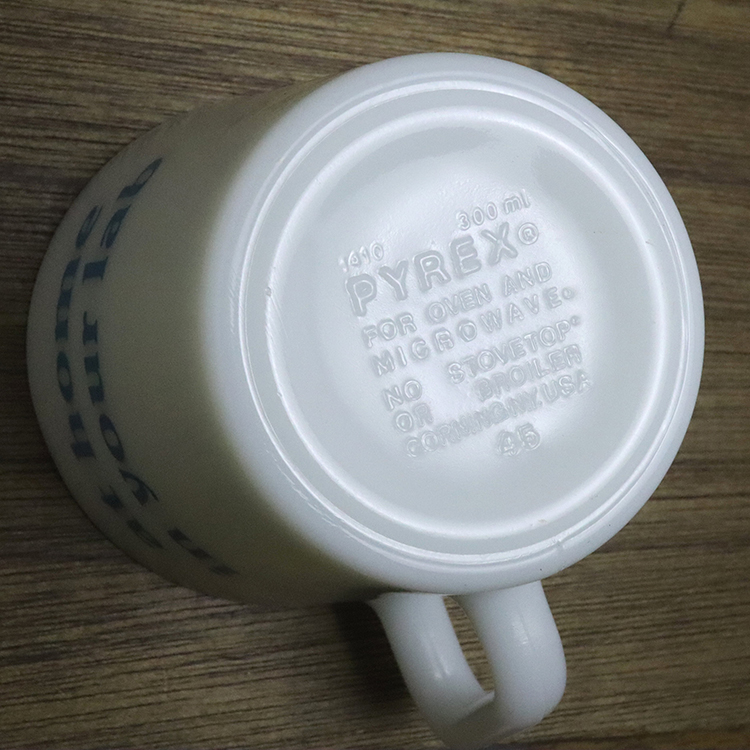 1410 300 ml
PYREX®
FOR OVEN AND
MICROWAVE•
NO STOVETOP•
OR BROILER
CORNING NY, USA
45
at home
in your lab